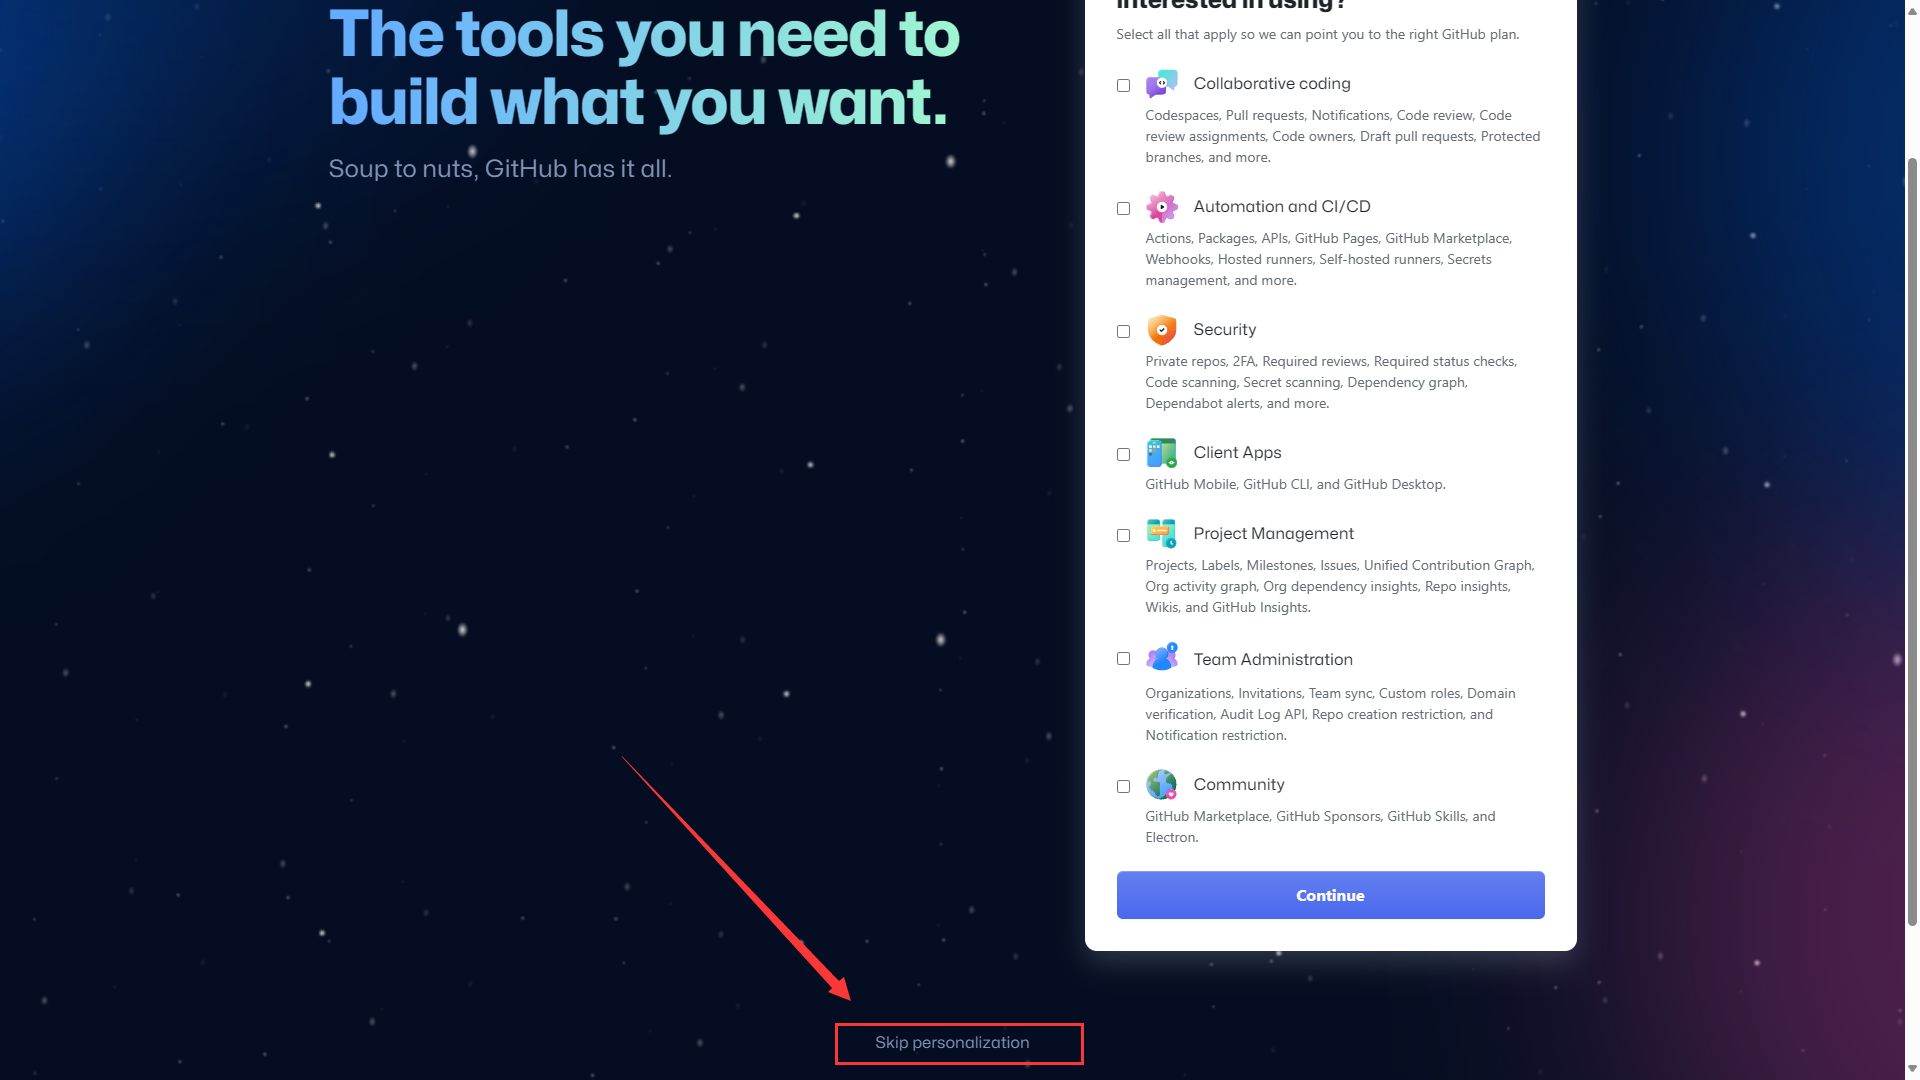 The tools you need to
build what you want.
Soup to nuts, GitHub has it all.
interested in using?
Select all that apply so we can point you to the right GitHub plan.
Collaborative coding
Codespaces, Pull requests, Notifications, Code review, Code
review assignments, Code owners, Draft pull requests, Protected
branches, and more.
Automation and CI/CD
Actions, Packages, APIs, GitHub Pages, GitHub Marketplace,
Webhooks, Hosted runners, Self-hosted runners, Secrets
management, and more.
Security
Private repos, 2FA, Required reviews, Required status checks,
Code scanning, Secret scanning, Dependency graph,
Dependabot alerts, and more.
Client Apps
GitHub Mobile, GitHub CLI, and GitHub Desktop.
Project Management
Projects, Labels, Milestones, Issues, Unified Contribution Graph,
Org activity graph, Org dependency insights, Repo insights,
Wikis, and GitHub Insights.
Team Administration
Organizations, Invitations, Team sync, Custom roles, Domain
verification, Audit Log API, Repo creation restriction, and
Notification restriction.
Community
GitHub Marketplace, GitHub Sponsors, GitHub Skills, and
Electron.
Continue
Skip personalization